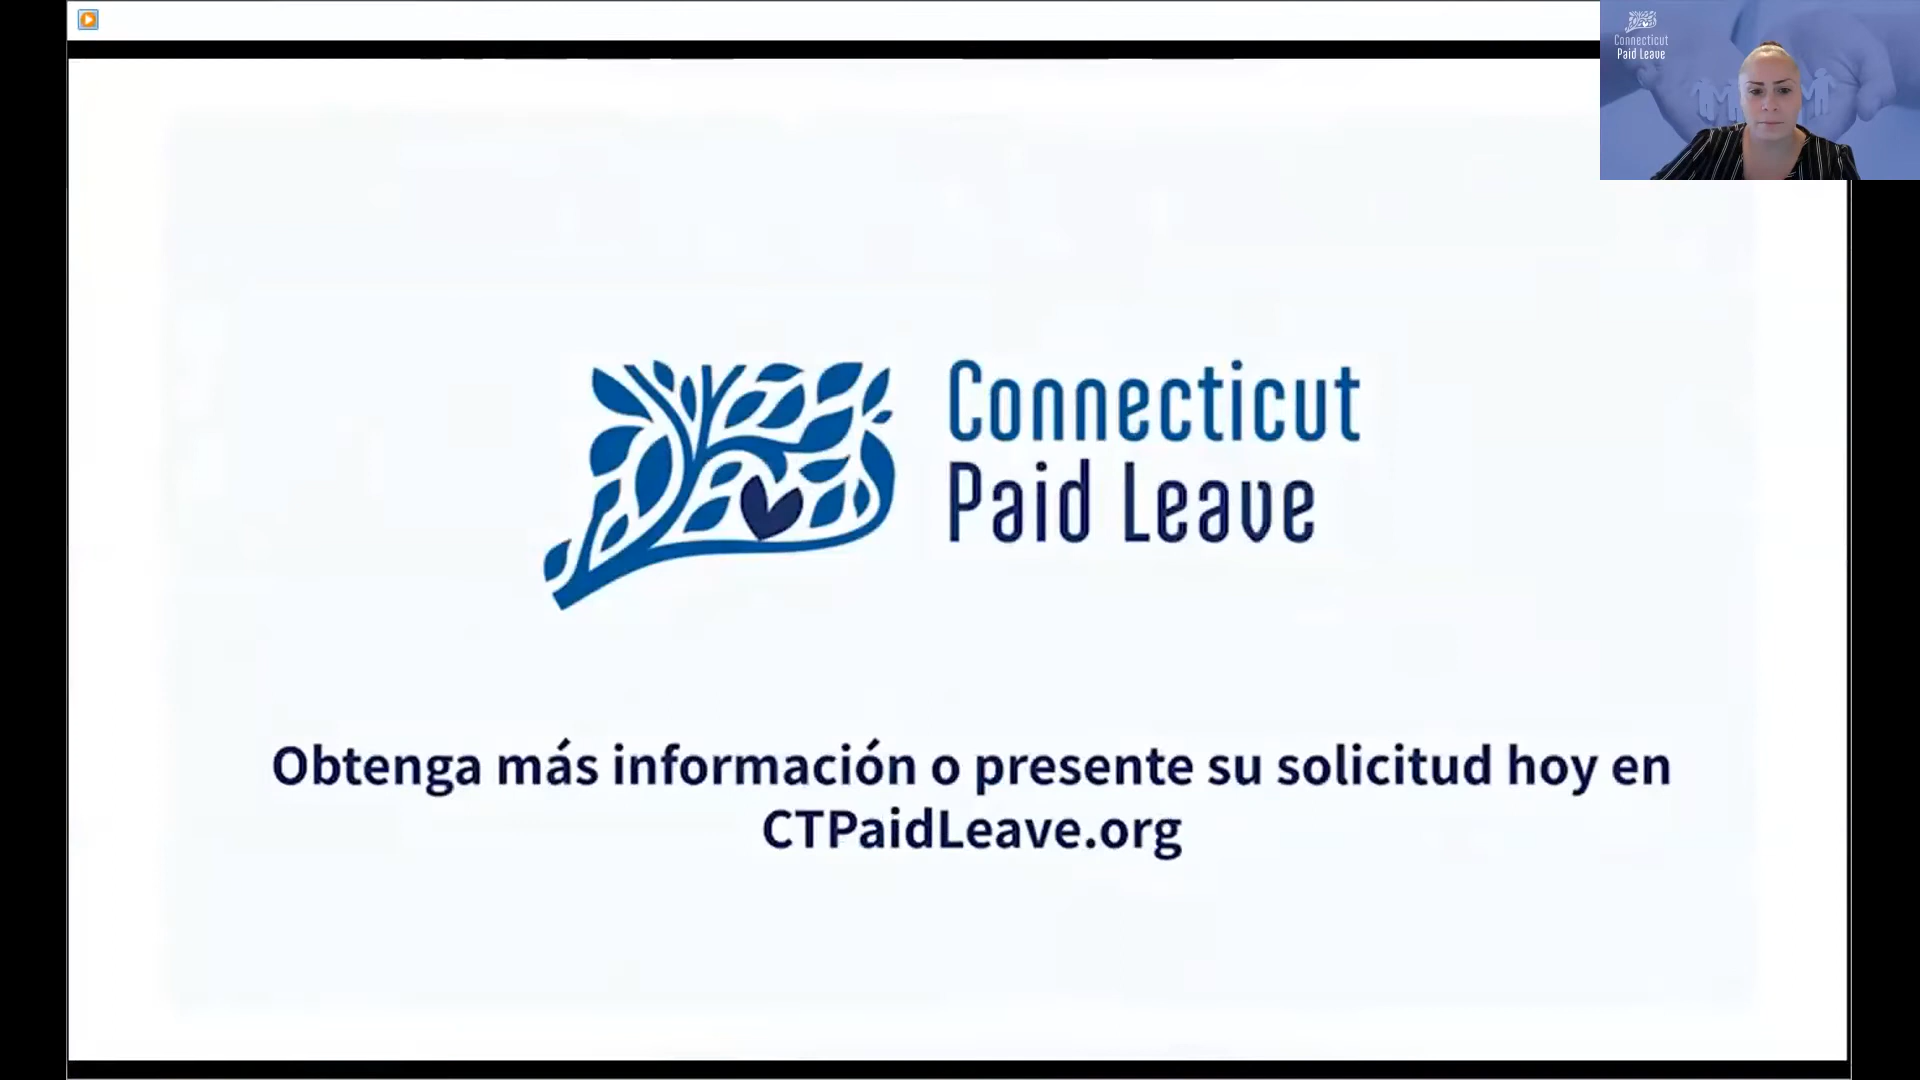 Connecticut
Paid Leave
Connecticut
Paid Leave
Obtenga más información o presente su solicitud hoy en
CTPaidLeave.org